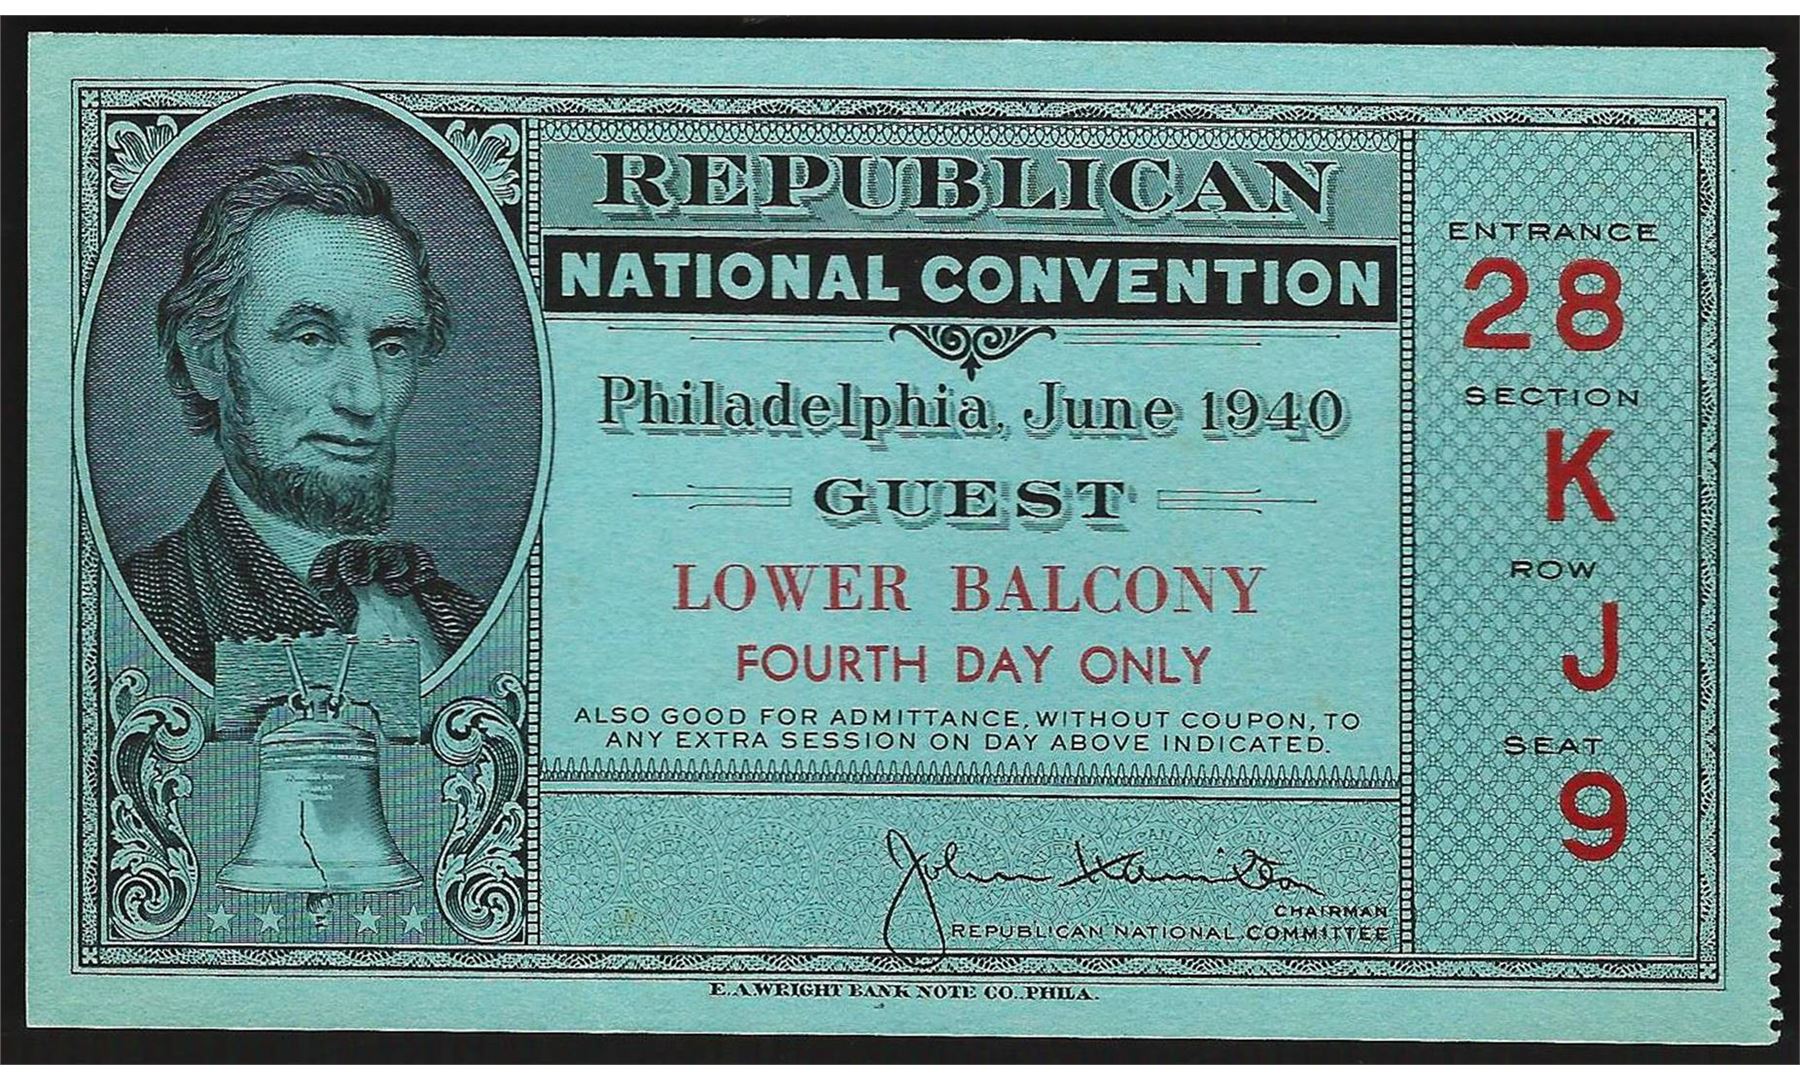 REPUBLICAN
NATIONAL CONVENTION
Philadelphia, June 1940
GUEST
LOWER BALCONY
FOURTH DAY ONLY
ALSO GOOD FOR ADMITTANCE, WITHOUT COUPON, TO
ANY EXTRA SESSION ON DAY ABOVE INDICATED.
John Hamilton
CHAIRMAN
REPUBLICAN NATIONAL COMMITTEE
E.A.WRIGHT BANK NOTE CO., PHILA.
ENTRANCE
28
SECTION
K
ROW
J
SEAT
9